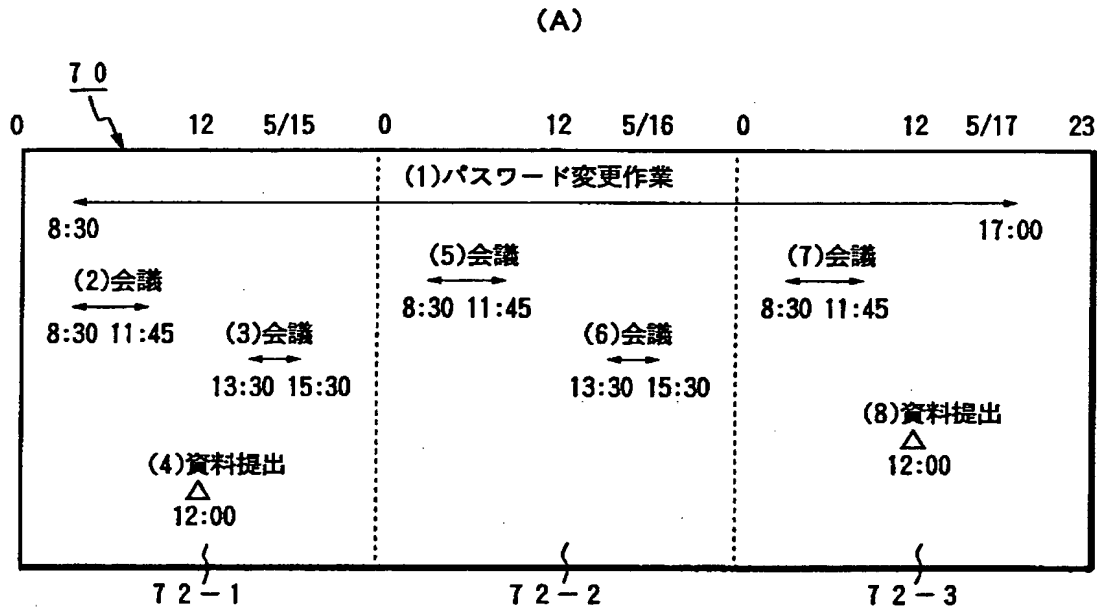 (A)
70
0 12 5/15 0 12 5/16 0 12 5/17 23
(1)パスワード変更作業
8:30 17:00
(2)会議
8:30 11:45
(3)会議
13:30 15:30
(4)資料提出
12:00
(5)会議
8:30 11:45
(6)会議
13:30 15:30
(7)会議
8:30 11:45
(8)資料提出
12:00
72-1 72-2 72-3